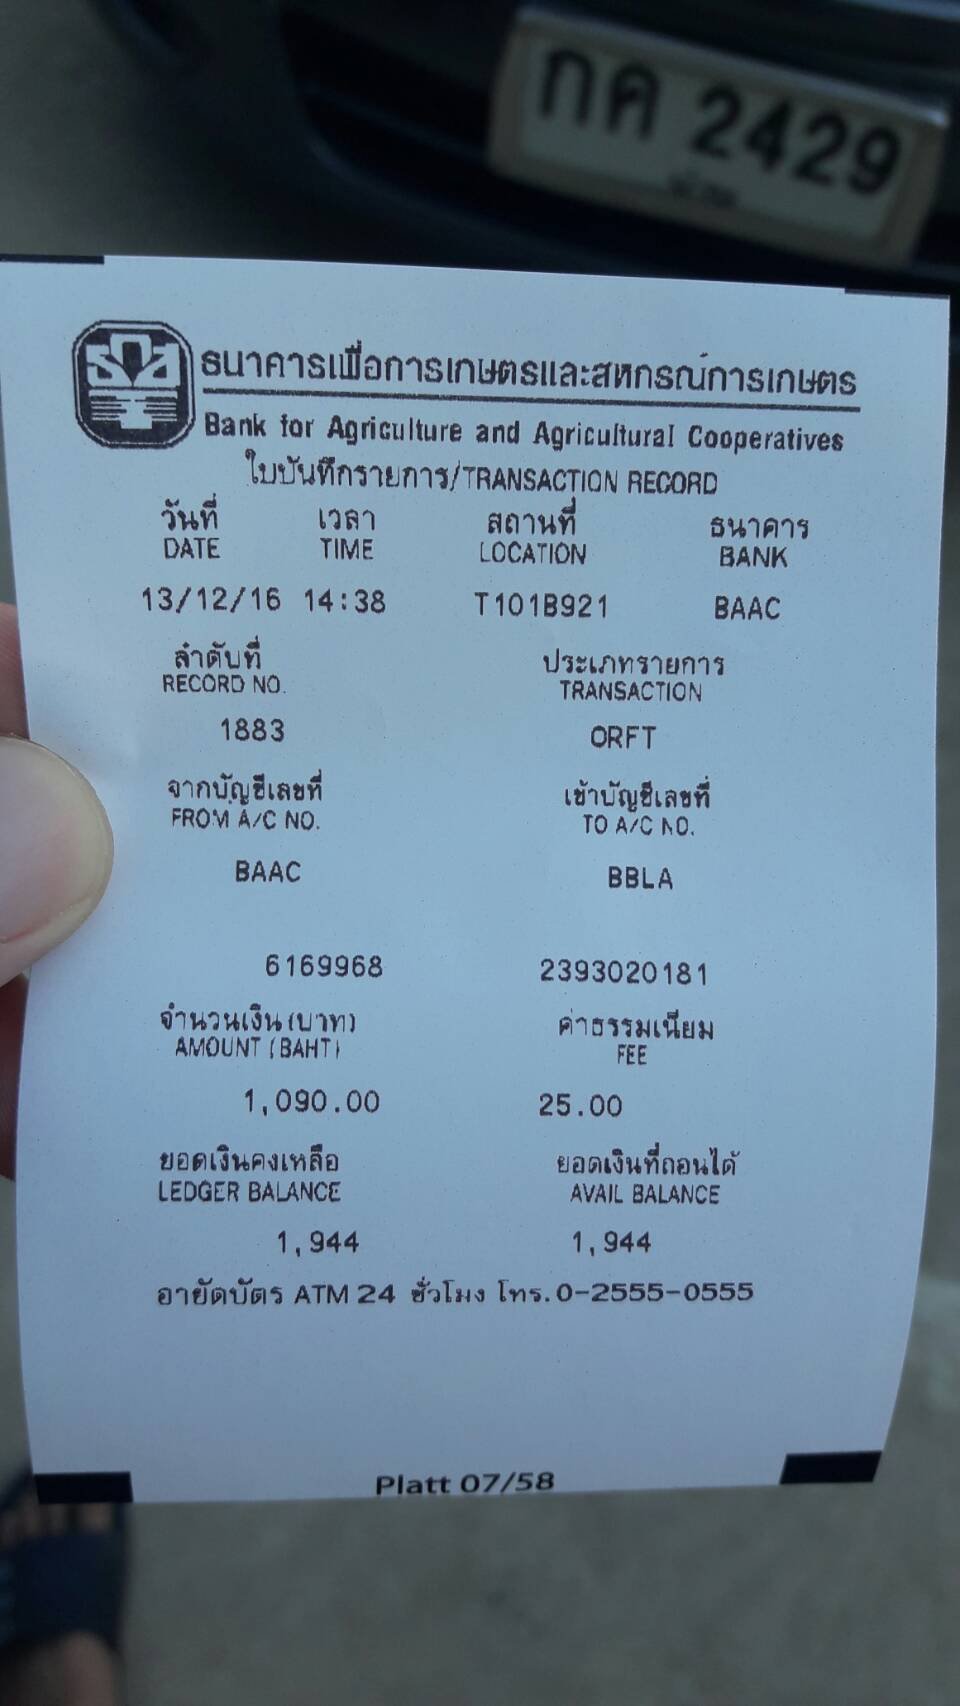 กค 2429
ธกส
ธนาคารเพื่อการเกษตรและสหกรณ์การเกษตร
Bank for Agriculture and Agricultural Cooperatives
ใบบันทึกรายการ/TRANSACTION RECORD
วันที่ เวลา สถานที่ ธนาคาร
DATE TIME LOCATION BANK
13/12/16 14:38 T101B921 BAAC
ลำดับที่ ประเภทรายการ
RECORD NO. TRANSACTION
1883 ORFT
จากบัญชีเลขที่ เข้าบัญชีเลขที่
FROM A/C NO. TO A/C NO.
BAAC BBLA
6169968 2393020181
จำนวนเงิน(บาท) ค่าธรรมเนียม
AMOUNT (BAHT) FEE
1,090.00 25.00
ยอดเงินคงเหลือ ยอดเงินที่ถอนได้
LEDGER BALANCE AVAIL BALANCE
1,944 1,944
อายัดบัตร ATM 24 ชั่วโมง โทร. 0-2555-0555
Platt 07/58